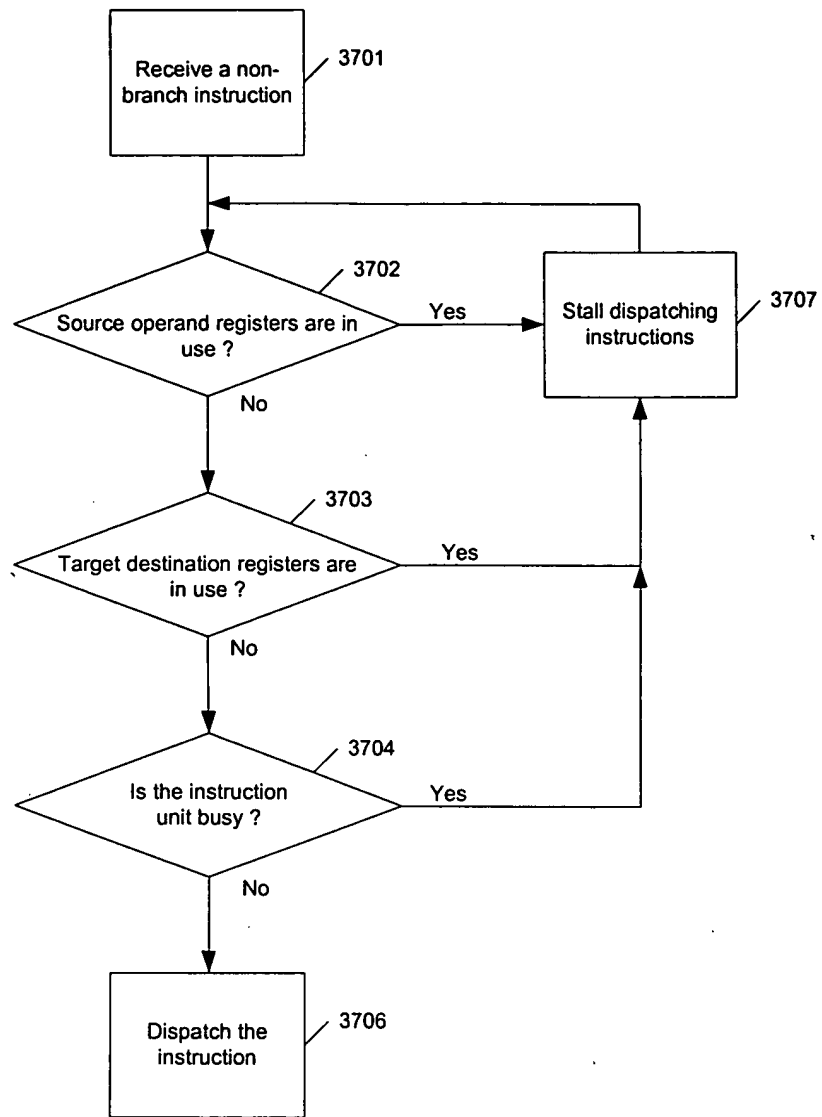 Receive a non-
branch instruction
3701
3702
Source operand registers are in
use ?
Yes
Stall dispatching
instructions
3707
No
3703
Target destination registers are
in use ?
Yes
No
3704
Is the instruction
unit busy ?
Yes
No
Dispatch the
instruction
3706